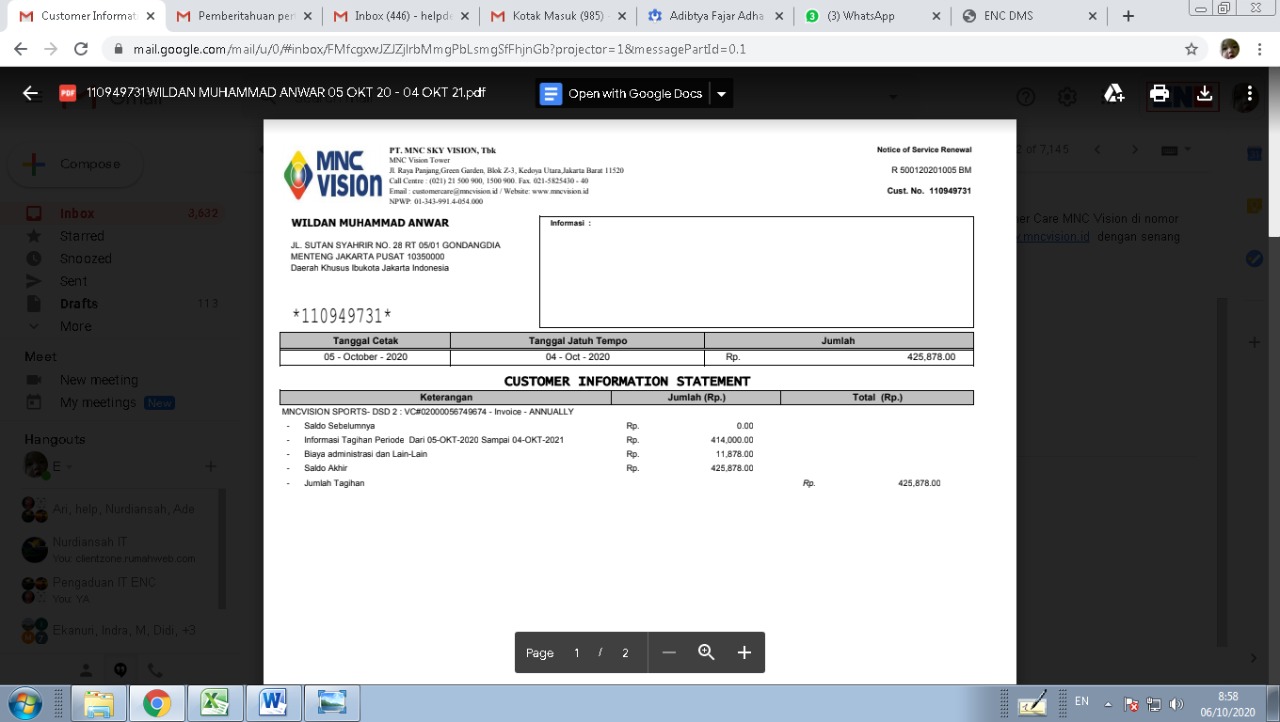 Customer Informat
Pemberitahuan per
Inbox (446) - helpd
Kotak Masuk (985)
Adibtya Fajar Adha
(3) WhatsApp
ENC DMS
mail.google.com/mail/u/0/#inbox/FMfcgxwJZJZjlrbMmgPbLsnrgSfFhjnGb?projector=1&messagePartId=0.1
110949731 WILDAN MUHAMMAD ANWAR 05 OKT 20 - 04 OKT 21.pdf
Open with Google Docs
Compose
Inbox 3,632
Starred
Snoozed
Sent
Drafts 113
More
Meet
New meeting
My meetings New
Hangouts
E
Ari, help, Nurdiansah, Ade
Nurdiansah IT
You: clientzone.rumahweb.com
Pengaduan IT ENC
You: YA
Ekanuri, Indra, M, Didi, +3
2 of 7,145
er Care MNC Vision di nomor
.mncvision.id dengan senang
MNC
VISION
PT. MNC SKY VISION, Tbk
MNC Vision Tower
Jl. Raya Panjang,Green Garden, Blok Z-3, Kedoya Utara,Jakarta Barat 11520
Call Centre : (021) 21 500 900, 1500 900. Fax. 021-5825430 - 40
Email : customercare@mncvision.id / Website: www.mncvision.id
NPWP: 01-343-991.4-054.000
Notice of Service Renewal
R 500120201005 BM
Cust. No. 110949731
WILDAN MUHAMMAD ANWAR
JL. SUTAN SYAHRIR NO. 28 RT 05/01 GONDANGDIA
MENTENG JAKARTA PUSAT 10350000
Daerah Khusus Ibukota Jakarta Indonesia
*110949731*
Informasi :
Tanggal Cetak Tanggal Jatuh Tempo Jumlah
05 - October - 2020 04 - Oct - 2020 Rp. 425,878.00
CUSTOMER INFORMATION STATEMENT
Keterangan Jumlah (Rp.) Total (Rp.)
MNCVISION SPORTS- DSD 2 : VC#02000056749674 - Invoice - ANNUALLY
- Saldo Sebelumnya Rp. 0.00
- Informasi Tagihan Periode Dari 05-OKT-2020 Sampai 04-OKT-2021 Rp. 414,000.00
- Biaya administrasi dan Lain-Lain Rp. 11,878.00
- Saldo Akhir Rp. 425,878.00
- Jumlah Tagihan Rp. 425,878.00
Page 1 / 2
EN
8:58
06/10/2020